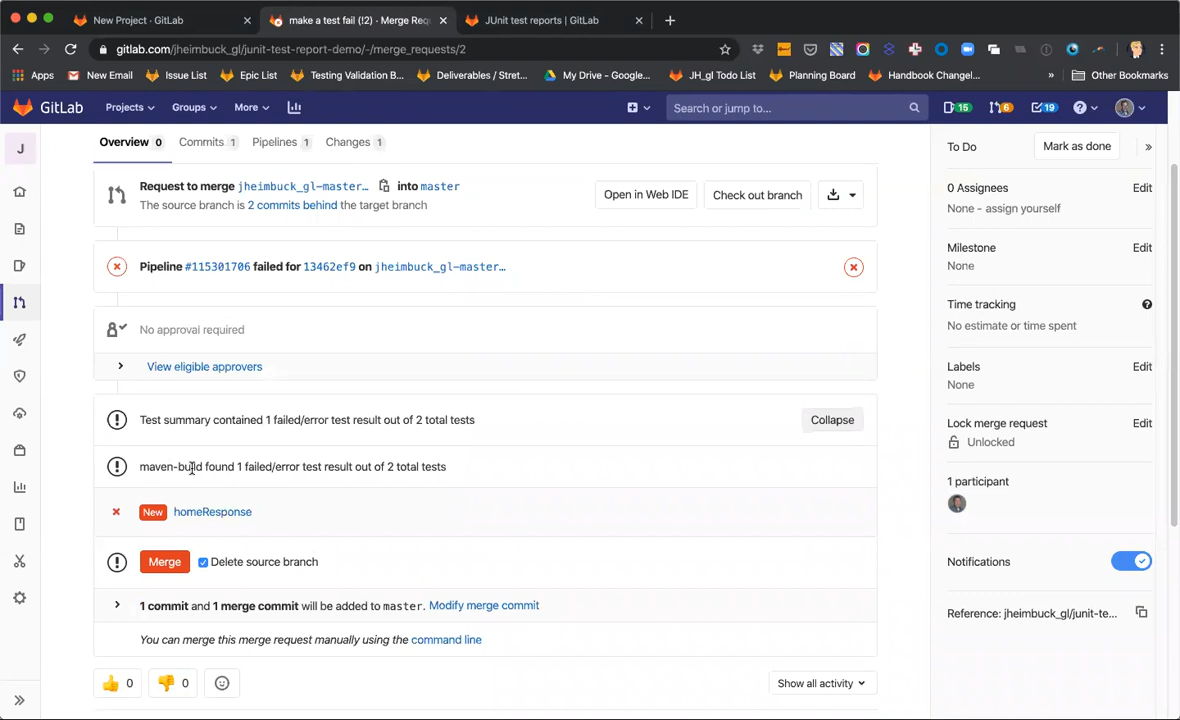 New Project · GitLab
make a test fail (!2) · Merge Req
JUnit test reports | GitLab
gitlab.com/jheimbuck_gl/junit-test-report-demo/-/merge_requests/2
Apps
New Email
Issue List
Epic List
Testing Validation B...
Deliverables / Stret...
My Drive – Google...
JH_gl Todo List
Planning Board
Handbook Changel...
»
Other Bookmarks
GitLab
Projects
Groups
More
Search or jump to...
15
6
19
J
Overview 0
Commits 1
Pipelines 1
Changes 1
Request to merge jheimbuck_gl-master… into master
The source branch is 2 commits behind the target branch
Open in Web IDE
Check out branch
Pipeline #115301706 failed for 13462ef9 on jheimbuck_gl-master…
No approval required
View eligible approvers
Test summary contained 1 failed/error test result out of 2 total tests
Collapse
maven-build found 1 failed/error test result out of 2 total tests
New homeResponse
Merge
Delete source branch
1 commit and 1 merge commit will be added to master. Modify merge commit
You can merge this merge request manually using the command line
👍 0
👎 0
Show all activity
To Do
Mark as done
»
0 Assignees
Edit
None - assign yourself
Milestone
Edit
None
Time tracking
No estimate or time spent
Labels
Edit
None
Lock merge request
Edit
Unlocked
1 participant
Notifications
Reference: jheimbuck_gl/junit-te...
»